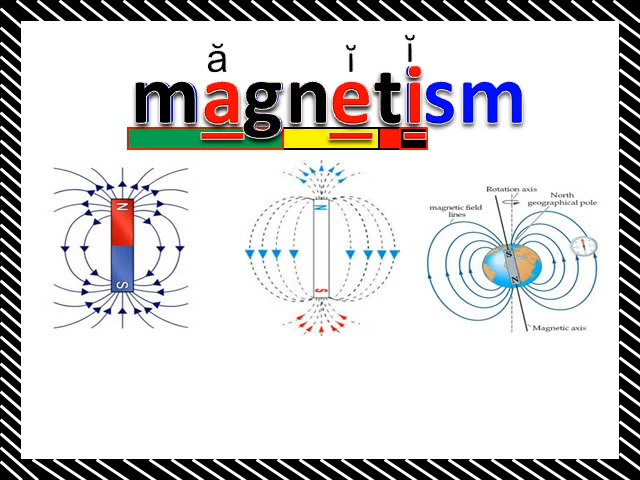 ă ĭ ĭ
magnetism
N
S
N
S
Rotation axis
North
geographical pole
magnetic field
lines
S
N
Magnetic axis